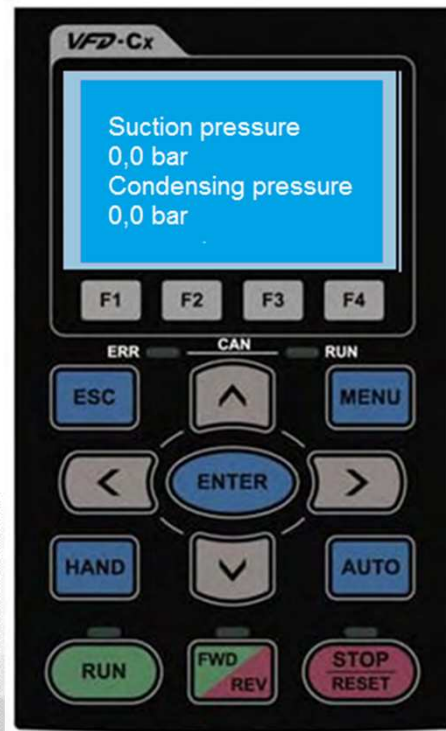 VFD-Cx
Suction pressure
0,0 bar
Condensing pressure
0,0 bar
F1 F2 F3 F4
ERR CAN RUN
ESC MENU
ENTER
HAND AUTO
RUN FWD REV STOP RESET